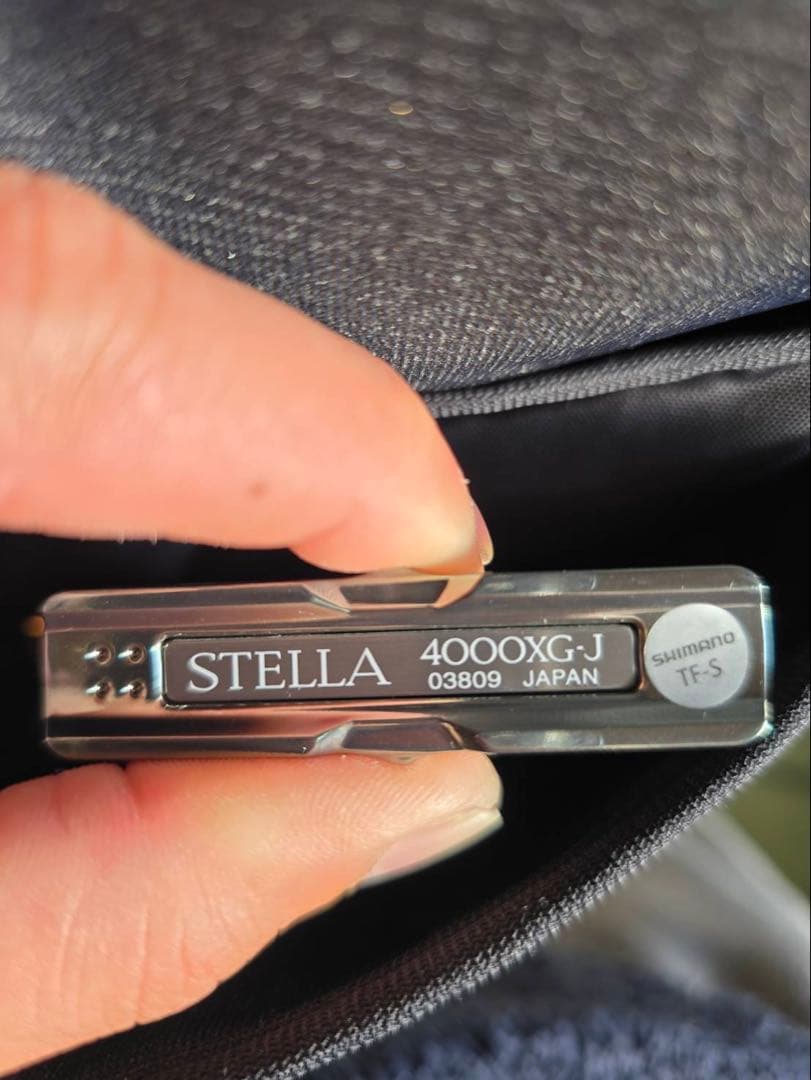 STELLA 4000XG-J
03809 JAPAN
SHIMANO
TF-S